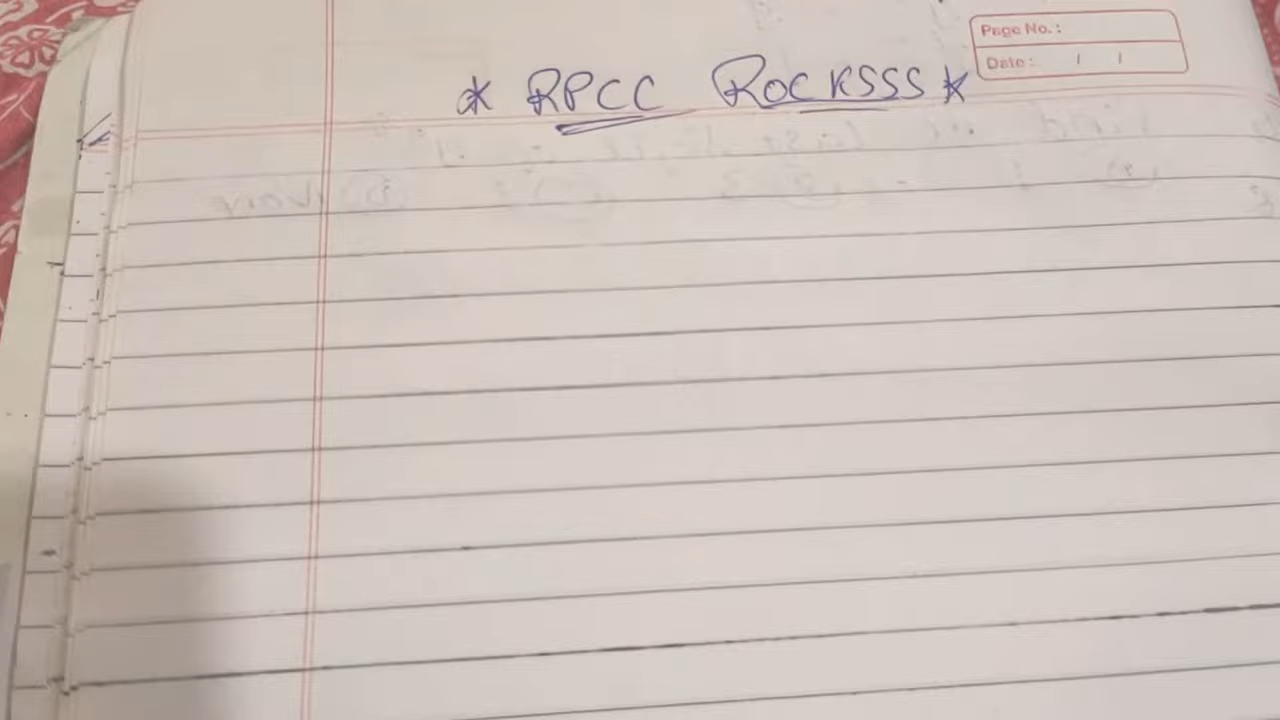 Page No. :
* RPCC ROCKSSS *
Date : / /